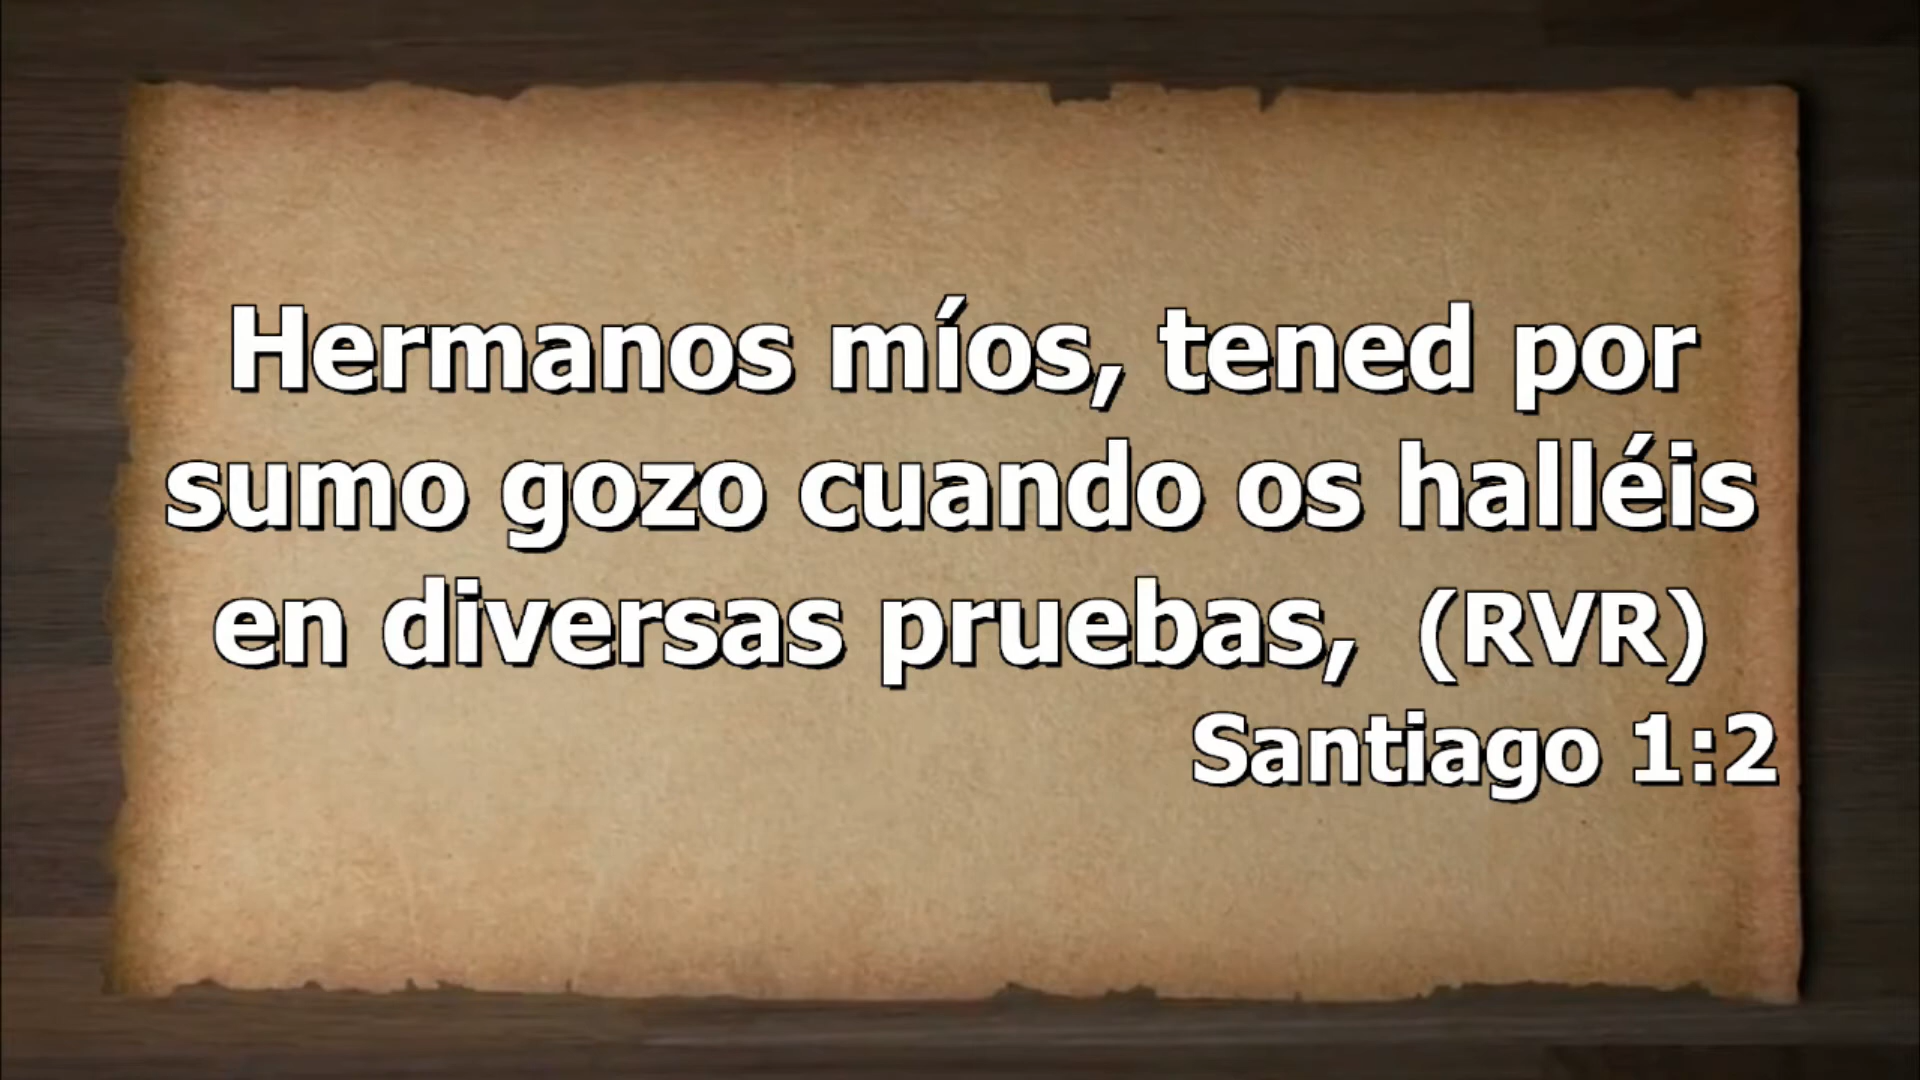 Hermanos míos, tened por
sumo gozo cuando os halléis
en diversas pruebas, (RVR)
Santiago 1:2